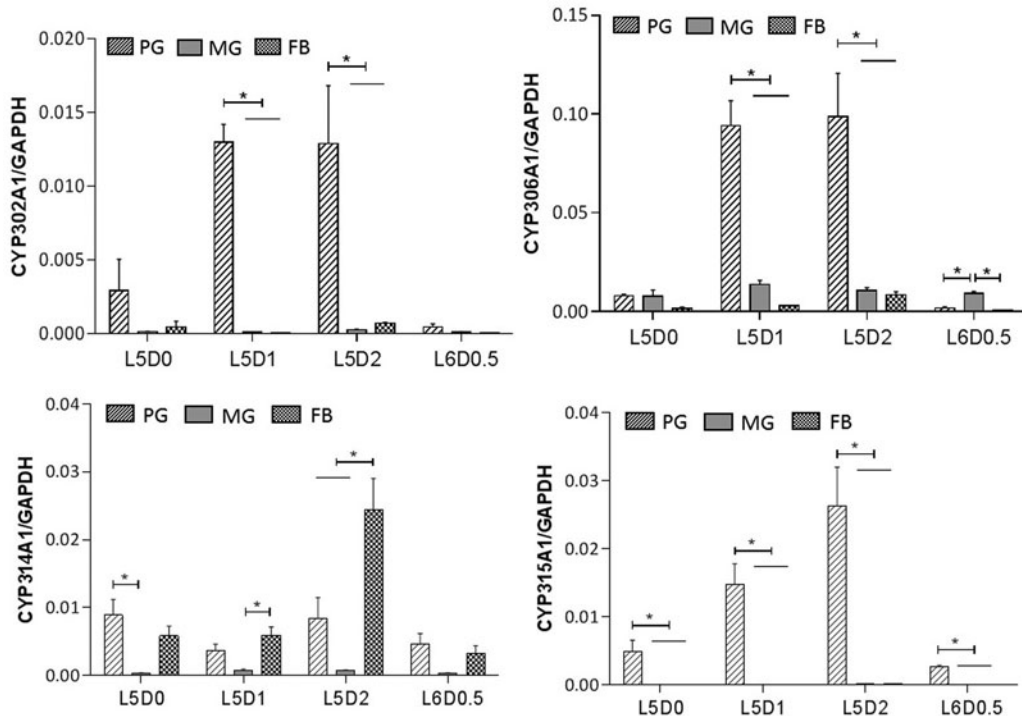 CYP302A1/GAPDH
PG MG FB
0.020
0.015
0.010
0.005
0.000
*
*
L5D0 L5D1 L5D2 L6D0.5
CYP306A1/GAPDH
PG MG FB
0.15
0.10
0.05
0.00
*
*
* *
L5D0 L5D1 L5D2 L6D0.5
CYP314A1/GAPDH
PG MG FB
0.04
0.03
0.02
0.01
0.00
*
*
*
L5D0 L5D1 L5D2 L6D0.5
CYP315A1/GAPDH
PG MG FB
0.04
0.03
0.02
0.01
0.00
*
*
*
*
L5D0 L5D1 L5D2 L6D0.5